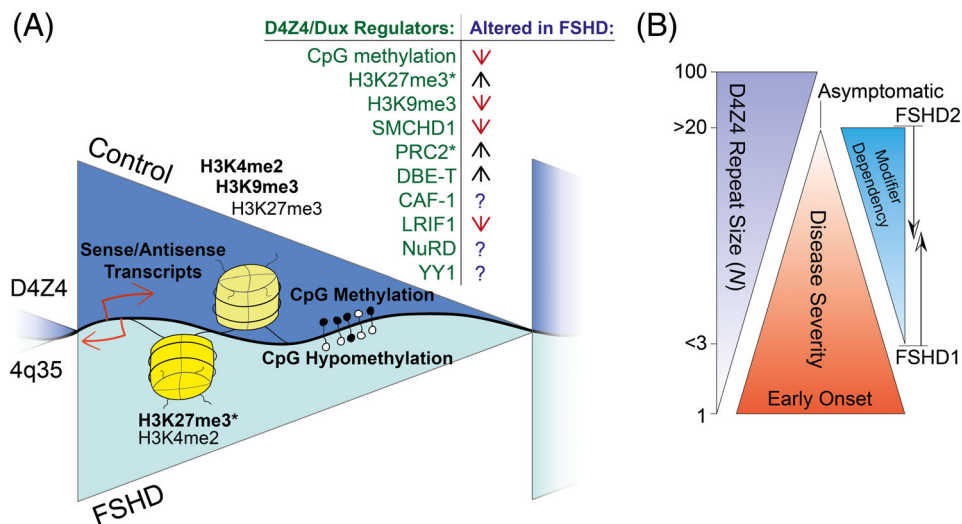 (A)
D4Z4/Dux Regulators: Altered in FSHD:
CpG methylation
H3K27me3*
H3K9me3
SMCHD1
PRC2*
DBE-T
CAF-1 ?
LRIF1
NuRD ?
YY1 ?
Control
H3K4me2
H3K9me3
H3K27me3
Sense/Antisense
Transcripts
D4Z4
4q35
CpG Methylation
CpG Hypomethylation
H3K27me3*
H3K4me2
FSHD
(B)
100
>20
<3
1
D4Z4 Repeat Size (N)
Asymptomatic
FSHD2
Modifier
Dependency
Disease Severity
FSHD1
Early Onset